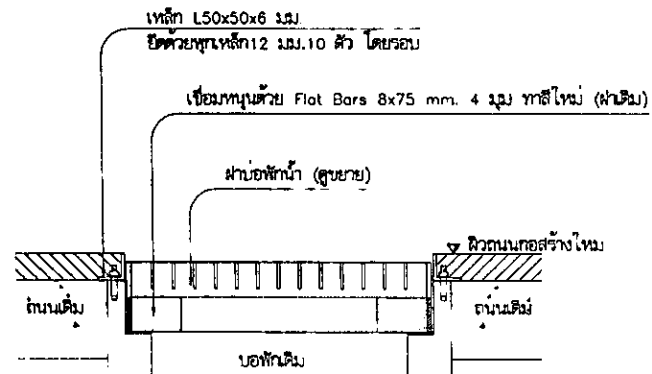 เหล็ก L50x50x6 มม.
ยึดด้วยพุกเหล็ก12 มม.10 ตัว โดยรอบ
เชื่อมหนุนด้วย Flat Bars 8x75 mm. 4 มุม ทาสีใหม่ (ฝาเดิม)
ฝาบ่อพักน้ำ (ดูขยาย)
ผิวถนนกอสร้างใหม
ถนนเดิม
ถนนเดิม
บอพักเดิม